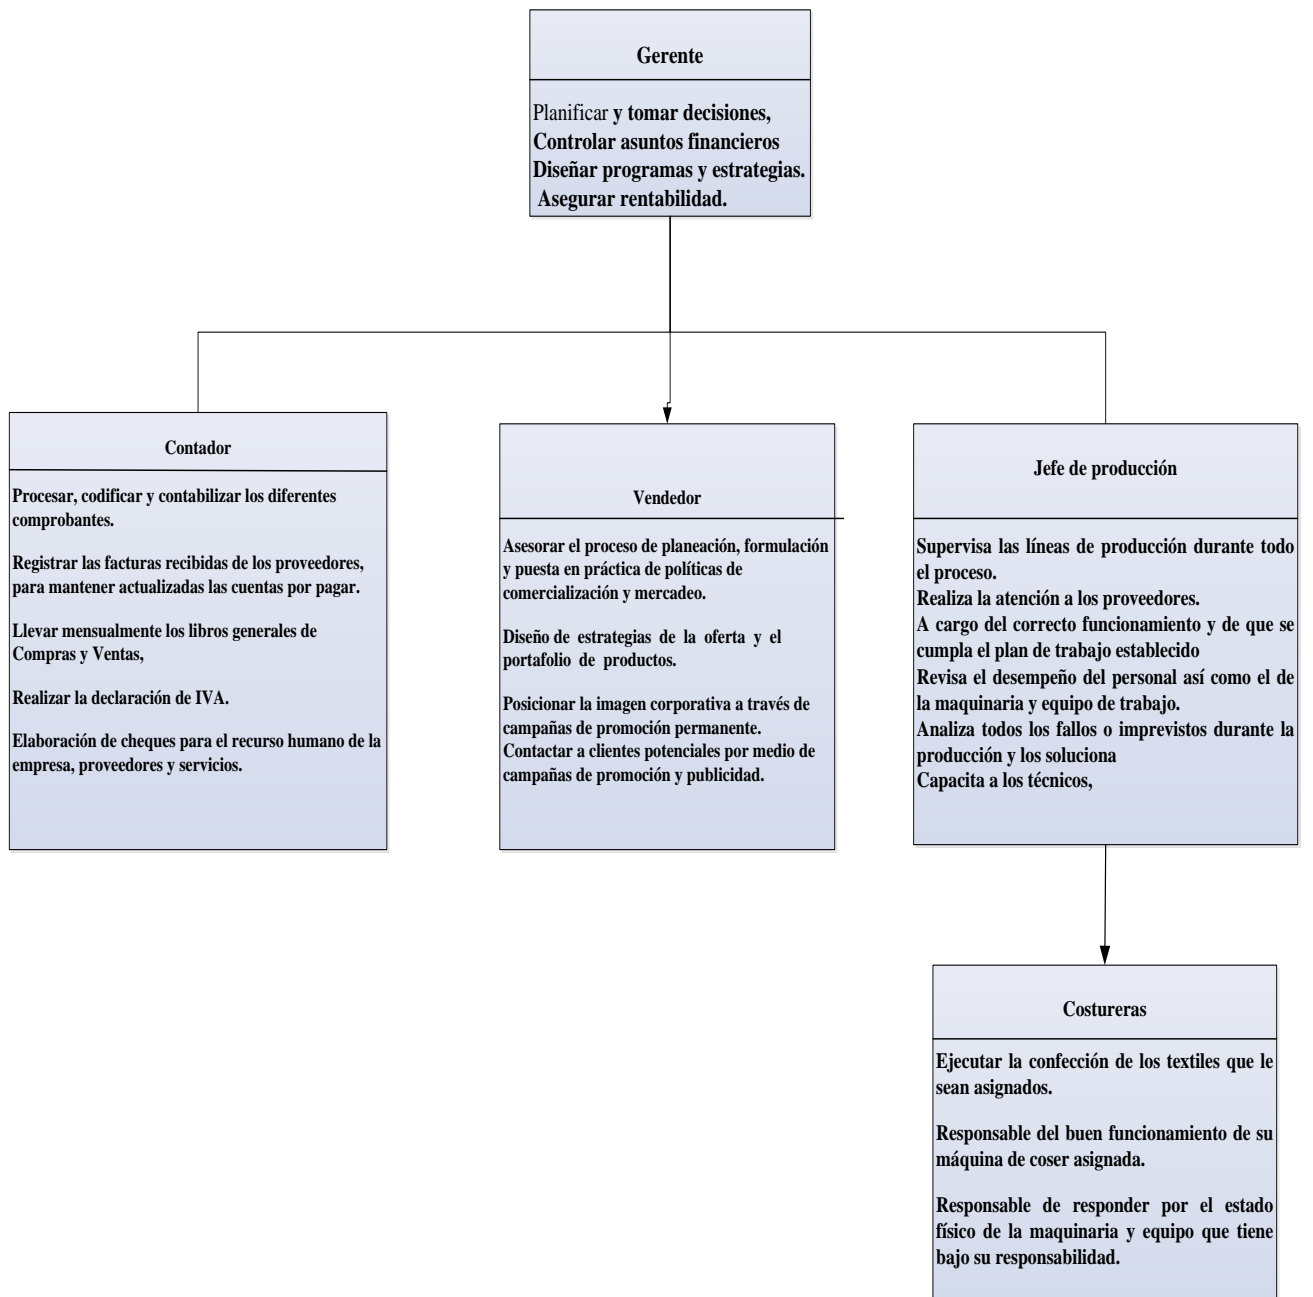 Gerente
Planificar y tomar decisiones,
Controlar asuntos financieros
Diseñar programas y estrategias.
Asegurar rentabilidad.
Contador
Procesar, codificar y contabilizar los diferentes
comprobantes.
Registrar las facturas recibidas de los proveedores,
para mantener actualizadas las cuentas por pagar.
Llevar mensualmente los libros generales de
Compras y Ventas,
Realizar la declaración de IVA.
Elaboración de cheques para el recurso humano de la
empresa, proveedores y servicios.
Vendedor
Asesorar el proceso de planeación, formulación
y puesta en práctica de políticas de
comercialización y mercadeo.
Diseño de estrategias de la oferta y el
portafolio de productos.
Posicionar la imagen corporativa a través de
campañas de promoción permanente.
Contactar a clientes potenciales por medio de
campañas de promoción y publicidad.
Jefe de producción
Supervisa las líneas de producción durante todo
el proceso.
Realiza la atención a los proveedores.
A cargo del correcto funcionamiento y de que se
cumpla el plan de trabajo establecido
Revisa el desempeño del personal así como el de
la maquinaria y equipo de trabajo.
Analiza todos los fallos o imprevistos durante la
producción y los soluciona
Capacita a los técnicos,
Costureras
Ejecutar la confección de los textiles que le
sean asignados.
Responsable del buen funcionamiento de su
máquina de coser asignada.
Responsable de responder por el estado
físico de la maquinaria y equipo que tiene
bajo su responsabilidad.